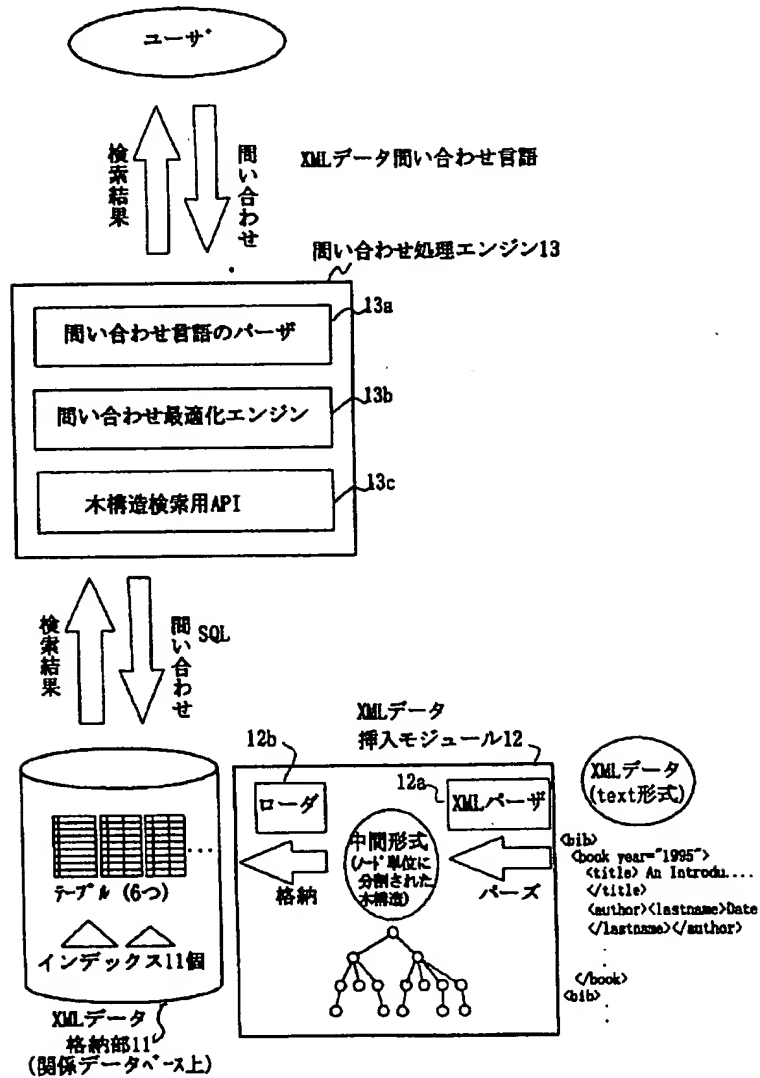 ユーザ
検索結果
問い合わせ
XMLデータ問い合わせ言語
問い合わせ処理エンジン13
問い合わせ言語のパーザ
13a
問い合わせ最適化エンジン
13b
木構造検索用API
13c
検索結果
問い合わせ
SQL
XMLデータ
挿入モジュール12
12b
ローダ
12a
XMLパーザ
XMLデータ
(text形式)
中間形式
(ノード単位に
分割された
木構造)
格納
パーズ
<bib>
<book year="1995">
<title> An Introdu....
</title>
<author><lastname>Date
</lastname></author>
.
.
</book>
<bib>
.
.
...
テーブル (6つ)
インデックス11個
XMLデータ
格納部11
(関係データベース上)